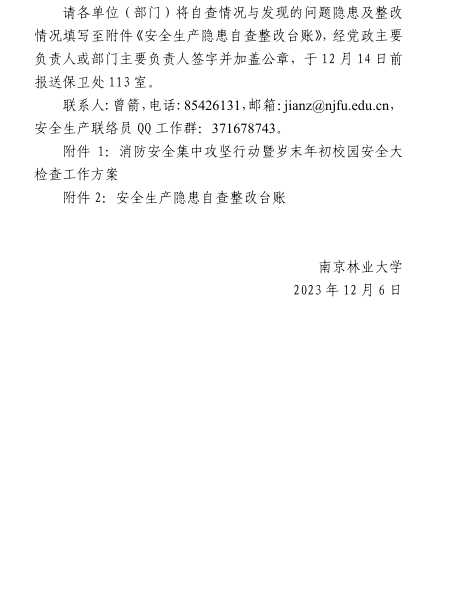 请各单位（部门）将自查情况与发现的问题隐患及整改
情况填写至附件《安全生产隐患自查整改台账》，经党政主要
负责人或部门主要负责人签字并加盖公章，于 12 月 14 日前
报送保卫处 113 室。
联系人：曾箭，电话：85426131，邮箱：jianz@njfu.edu.cn，
安全生产联络员 QQ 工作群：371678743。
附件 1：消防安全集中攻坚行动暨岁末年初校园安全大
检查工作方案
附件 2：安全生产隐患自查整改台账
南京林业大学
2023 年 12 月 6 日